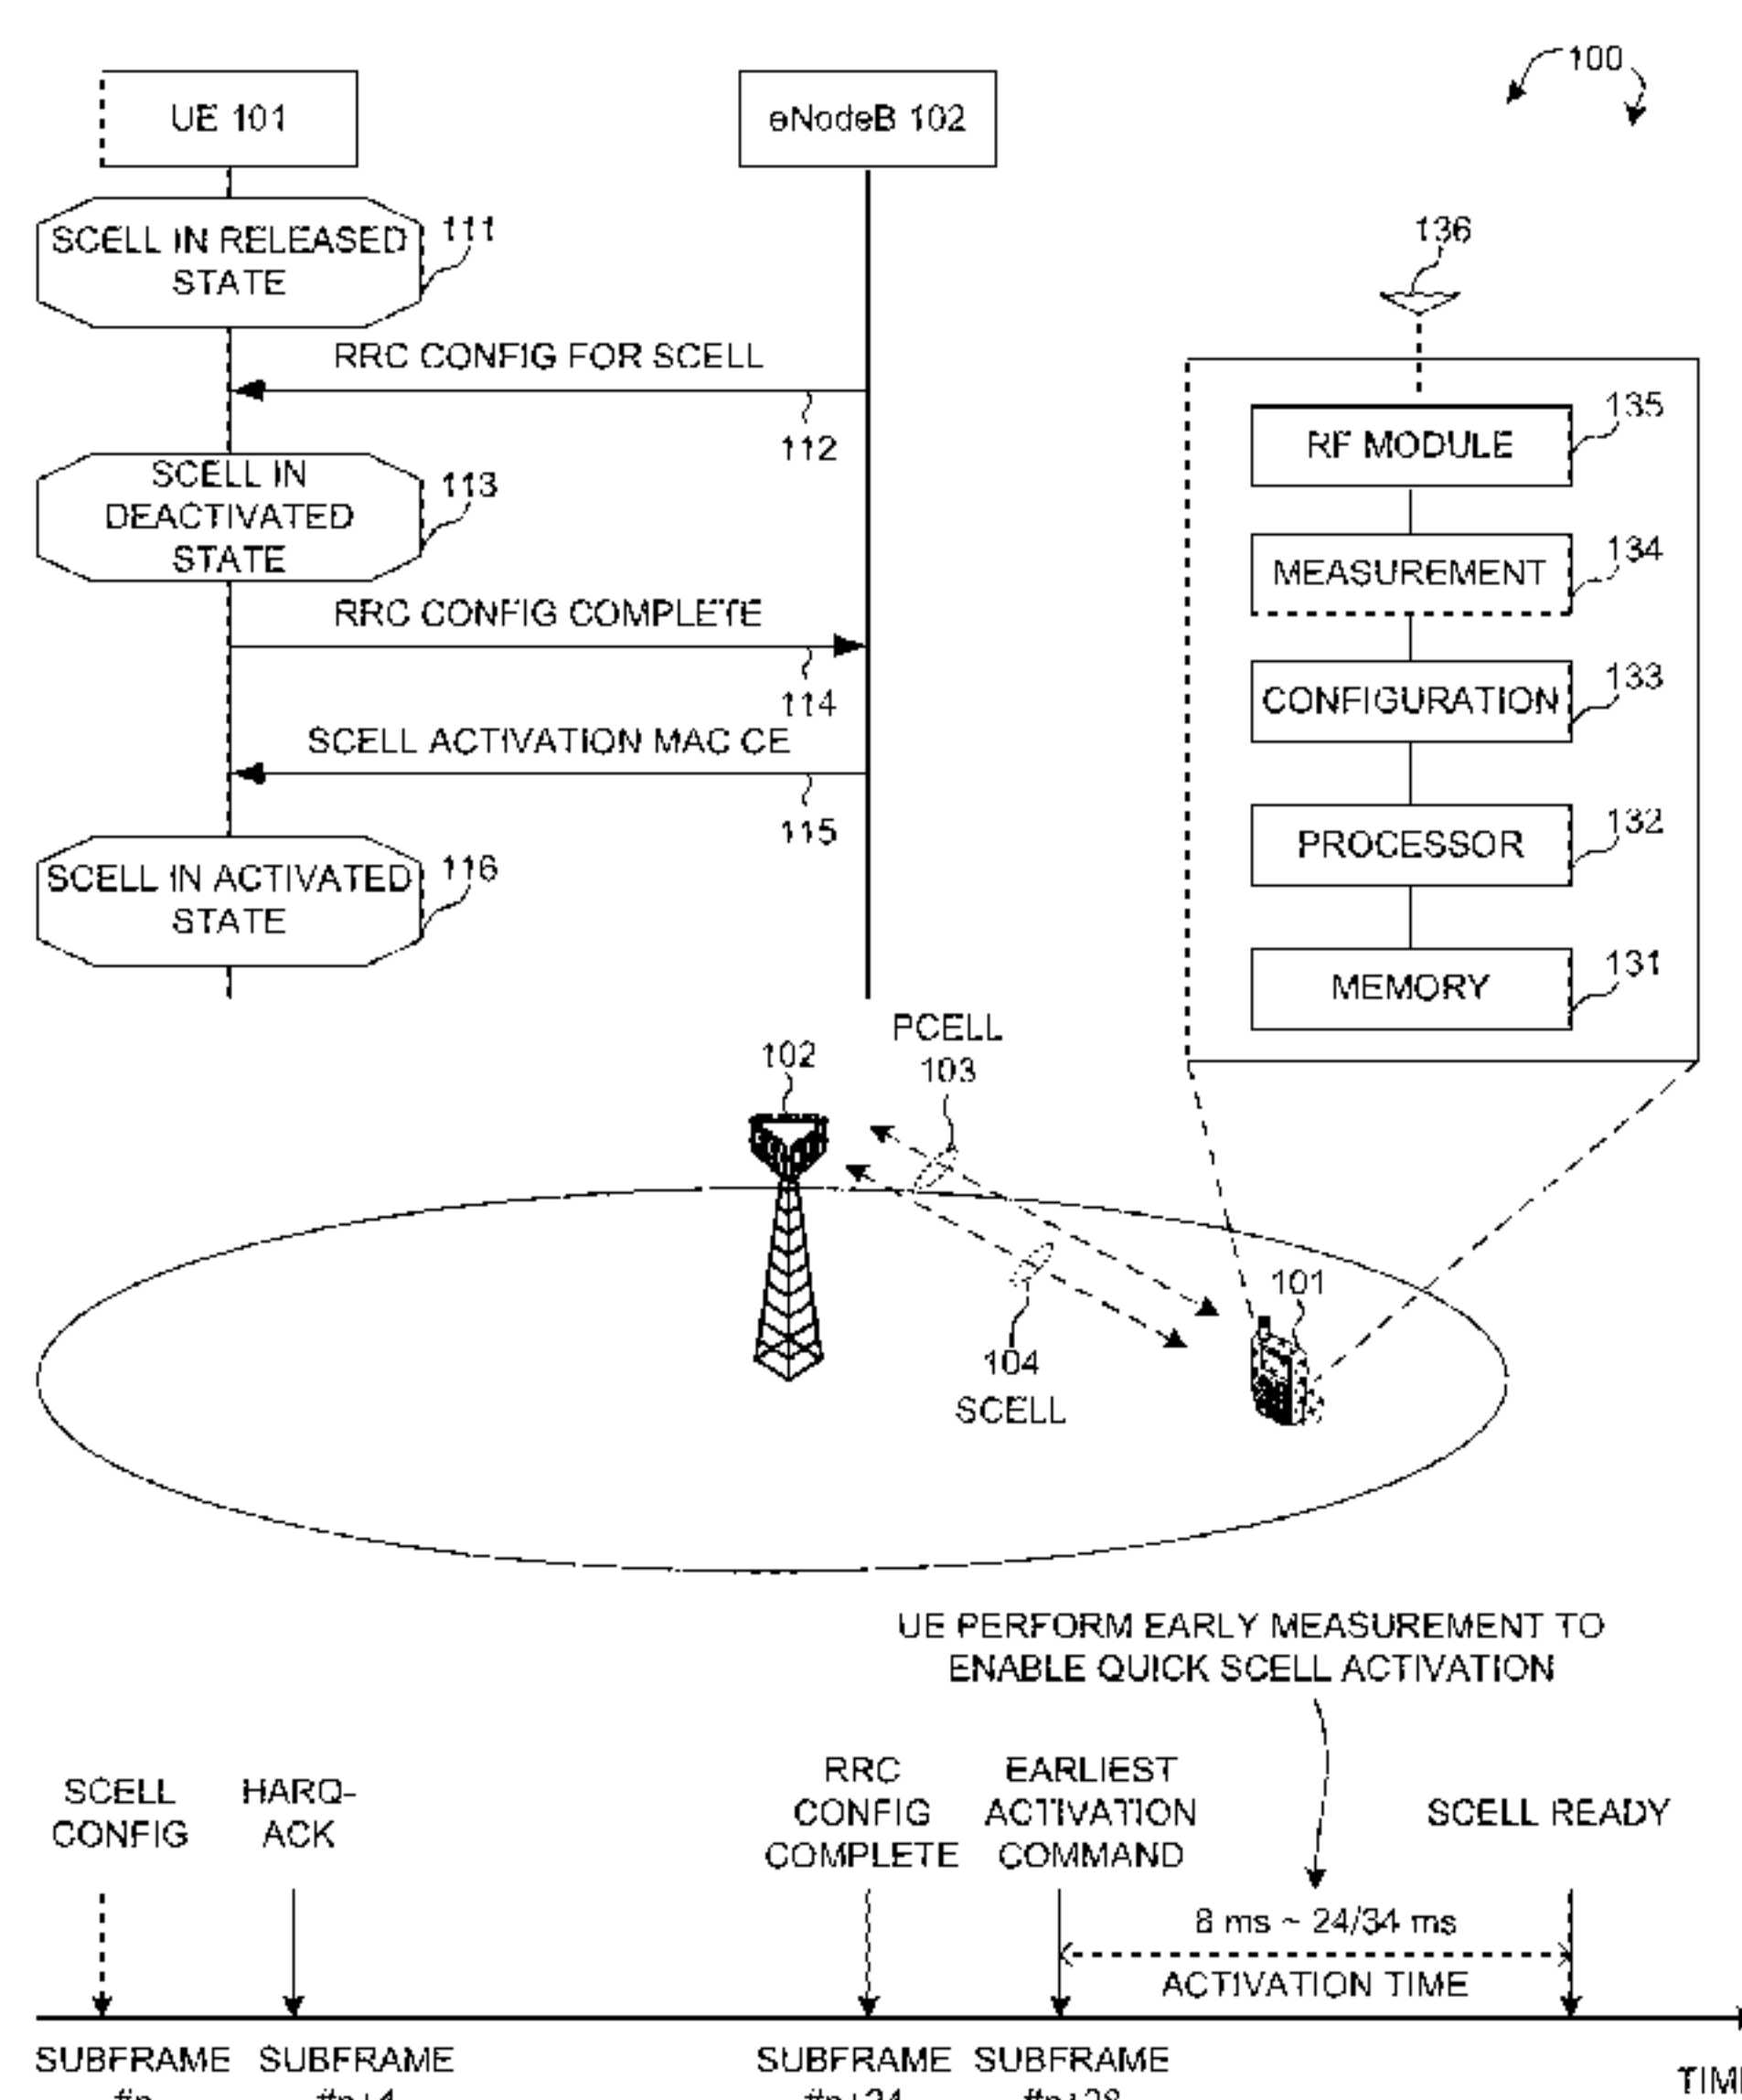 100
UE 101
eNodeB 102
SCELL IN RELEASED
STATE
111
RRC CONFIG FOR SCELL
112
SCELL IN
DEACTIVATED
STATE
113
RRC CONFIG COMPLETE
114
SCELL ACTIVATION MAC CE
115
SCELL IN ACTIVATED
STATE
116
136
RF MODULE
135
MEASUREMENT
134
CONFIGURATION
133
PROCESSOR
132
MEMORY
131
102
PCELL
103
101
104
SCELL
UE PERFORM EARLY MEASUREMENT TO
ENABLE QUICK SCELL ACTIVATION
SCELL
CONFIG
HARQ-
ACK
RRC
CONFIG
COMPLETE
EARLIEST
ACTIVATION
COMMAND
SCELL READY
8 ms ~ 24/34 ms
ACTIVATION TIME
SUBFRAME
SUBFRAME
SUBFRAME
SUBFRAME